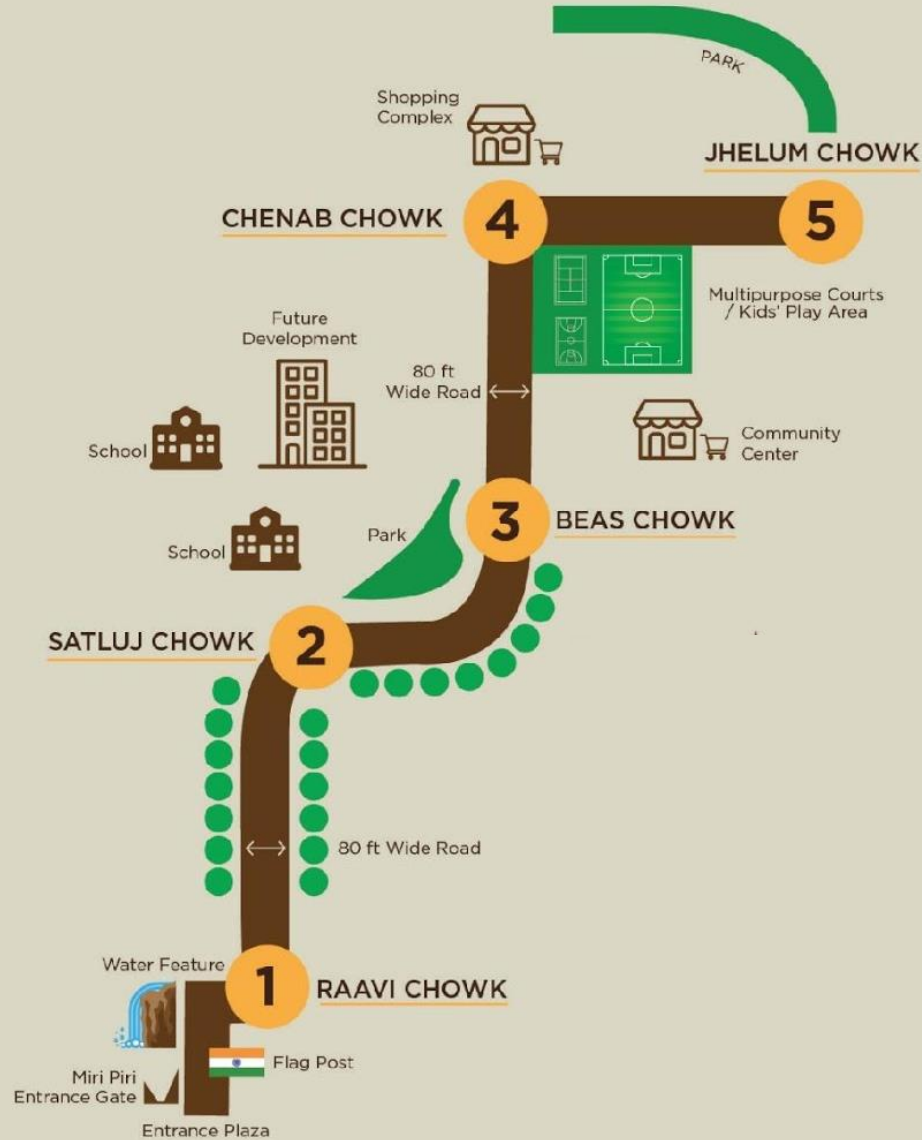 PARK
Shopping
Complex
JHELUM CHOWK
CHENAB CHOWK
4
5
Multipurpose Courts
/ Kids' Play Area
Future
Development
80 ft
Wide Road
School
Community
Center
3
BEAS CHOWK
Park
School
SATLUJ CHOWK
2
80 ft Wide Road
Water Feature
1
RAAVI CHOWK
Flag Post
Miri Piri
Entrance Gate
Entrance Plaza